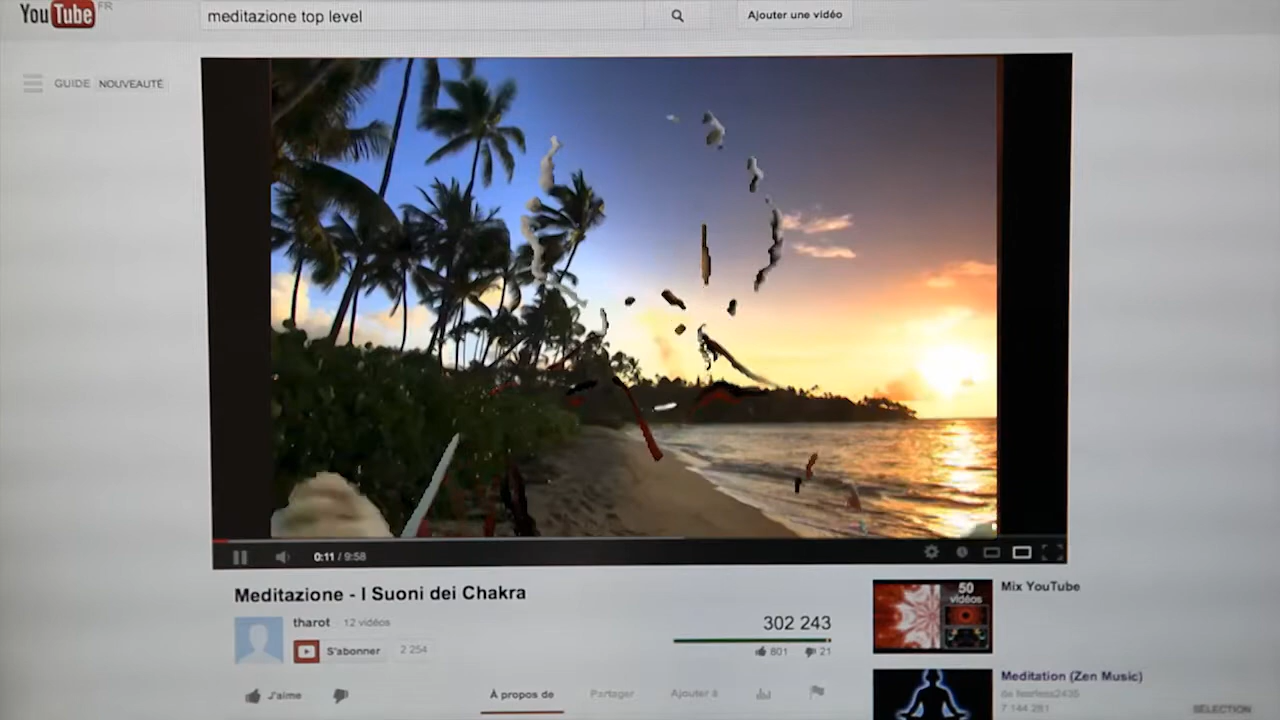 YouTube FR
meditazione top level
Ajouter une vidéo
GUIDE NOUVEAUTÉ
0:11 / 9:58
Meditazione - I Suoni dei Chakra
tharot · 12 vidéos
S'abonner 2 254
302 243
801 21
J'aime
À propos de Partager Ajouter à
50
vidéos
Mix YouTube
Meditation (Zen Music)
de fearless2435
7 144 281
SÉLECTION